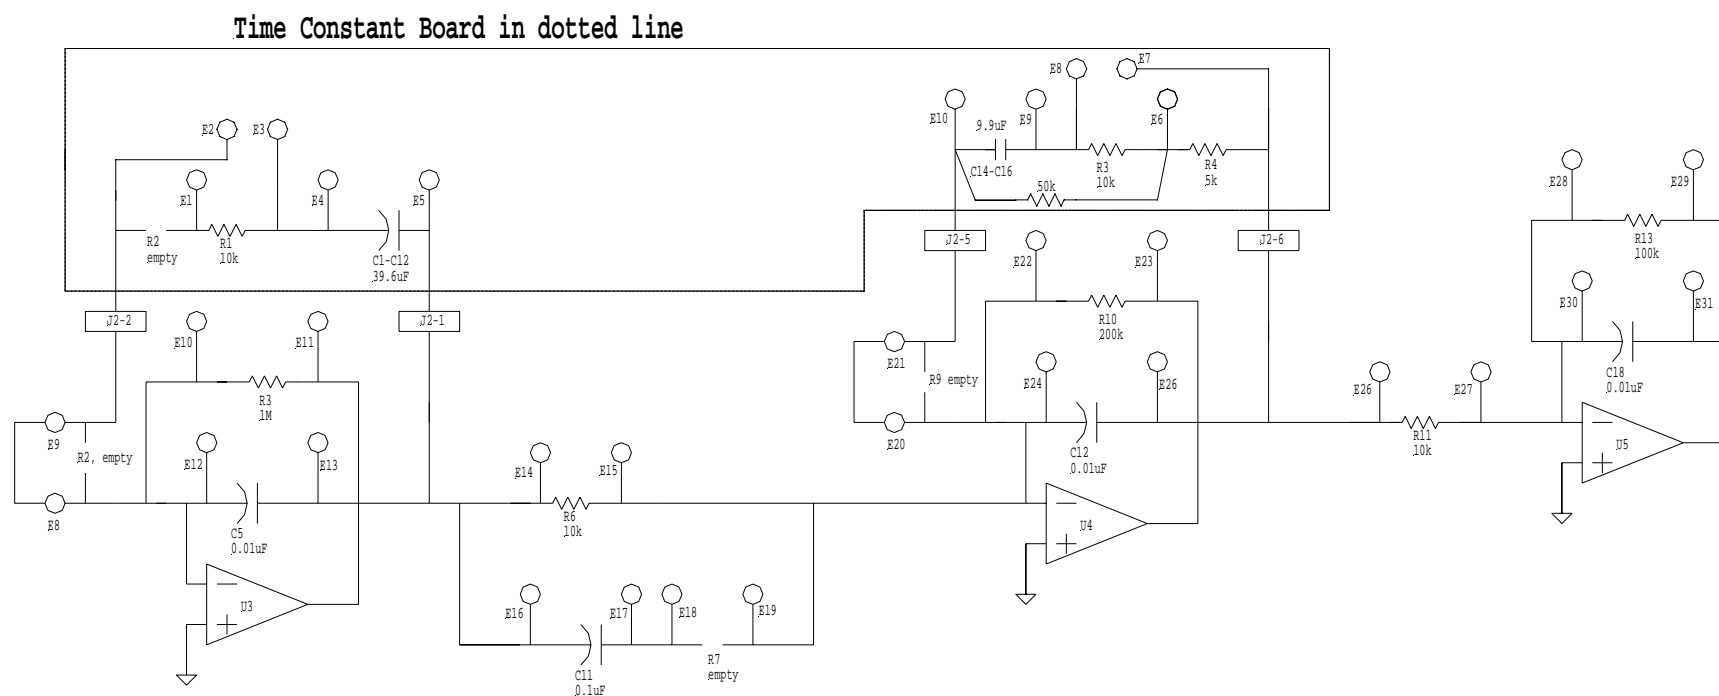 Time Constant Board in dotted line
E8
E7
E10
E9
E6
9.9uF
E2
E3
C14-C16
R3
10k
R4
5k
E28
E29
E1
E4
E5
50k
R2
empty
R1
10k
C1-C12
39.6uF
J2-5
J2-6
R13
100k
E22
E23
J2-2
J2-1
E30
E31
E10
E11
R10
200k
E21
R9 empty
E24
E26
C18
0.01uF
R3
1M
E26
E27
E9
R2, empty
E12
E13
E20
C12
0.01uF
R11
10k
U5
E14
E15
E8
C5
0.01uF
R6
10k
U4
U3
E16
E17
E18
E19
C11
0.1uF
R7
empty